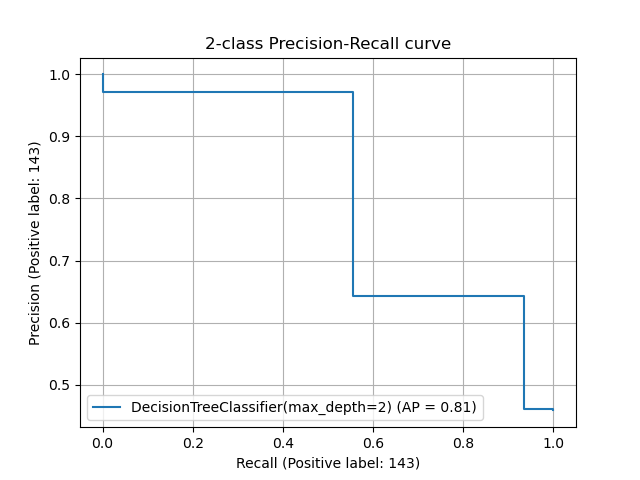 2-class Precision-Recall curve
Precision (Positive label: 143)
1.0
0.9
0.8
0.7
0.6
0.5
DecisionTreeClassifier(max_depth=2) (AP = 0.81)
0.0 0.2 0.4 0.6 0.8 1.0
Recall (Positive label: 143)